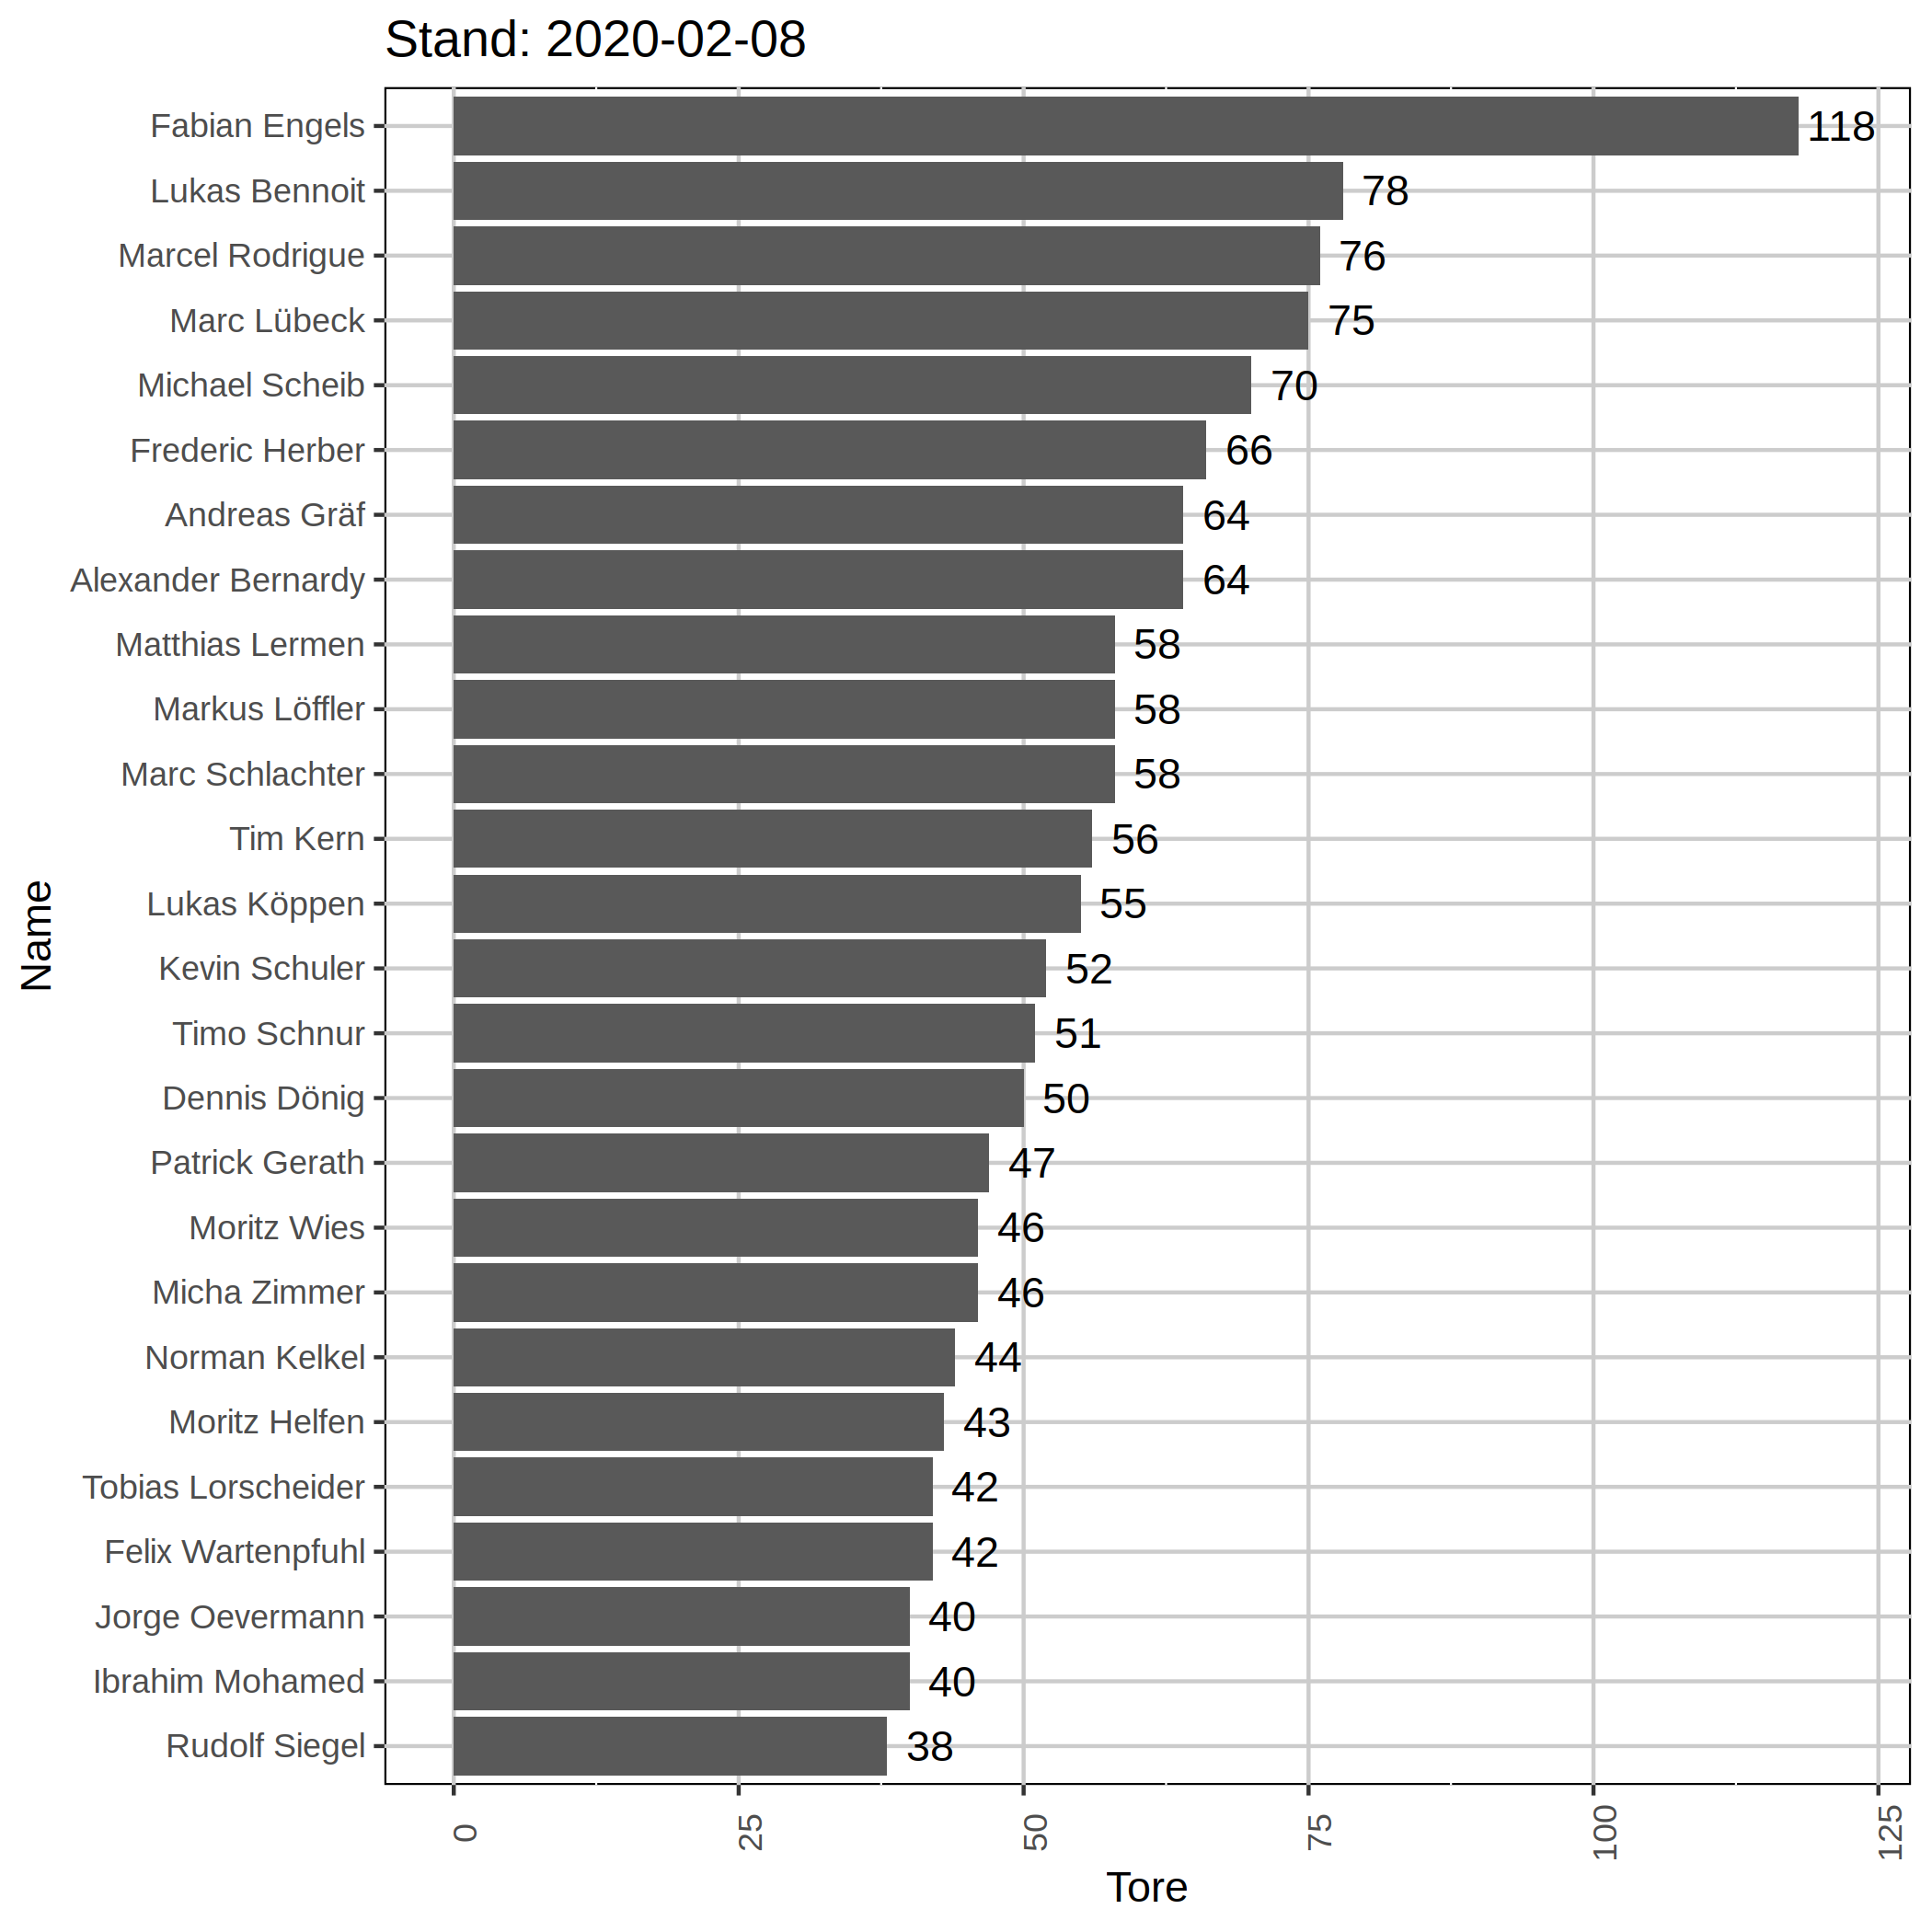 Stand: 2020-02-08
Fabian Engels 118
Lukas Bennoit 78
Marcel Rodrigue 76
Marc Lübeck 75
Michael Scheib 70
Frederic Herber 66
Andreas Gräf 64
Alexander Bernardy 64
Matthias Lermen 58
Markus Löffler 58
Marc Schlachter 58
Tim Kern 56
Lukas Köppen 55
Kevin Schuler 52
Timo Schnur 51
Dennis Dönig 50
Patrick Gerath 47
Moritz Wies 46
Micha Zimmer 46
Norman Kelkel 44
Moritz Helfen 43
Tobias Lorscheider 42
Felix Wartenpfuhl 42
Jorge Oevermann 40
Ibrahim Mohamed 40
Rudolf Siegel 38
Name
0 25 50 75 100 125
Tore